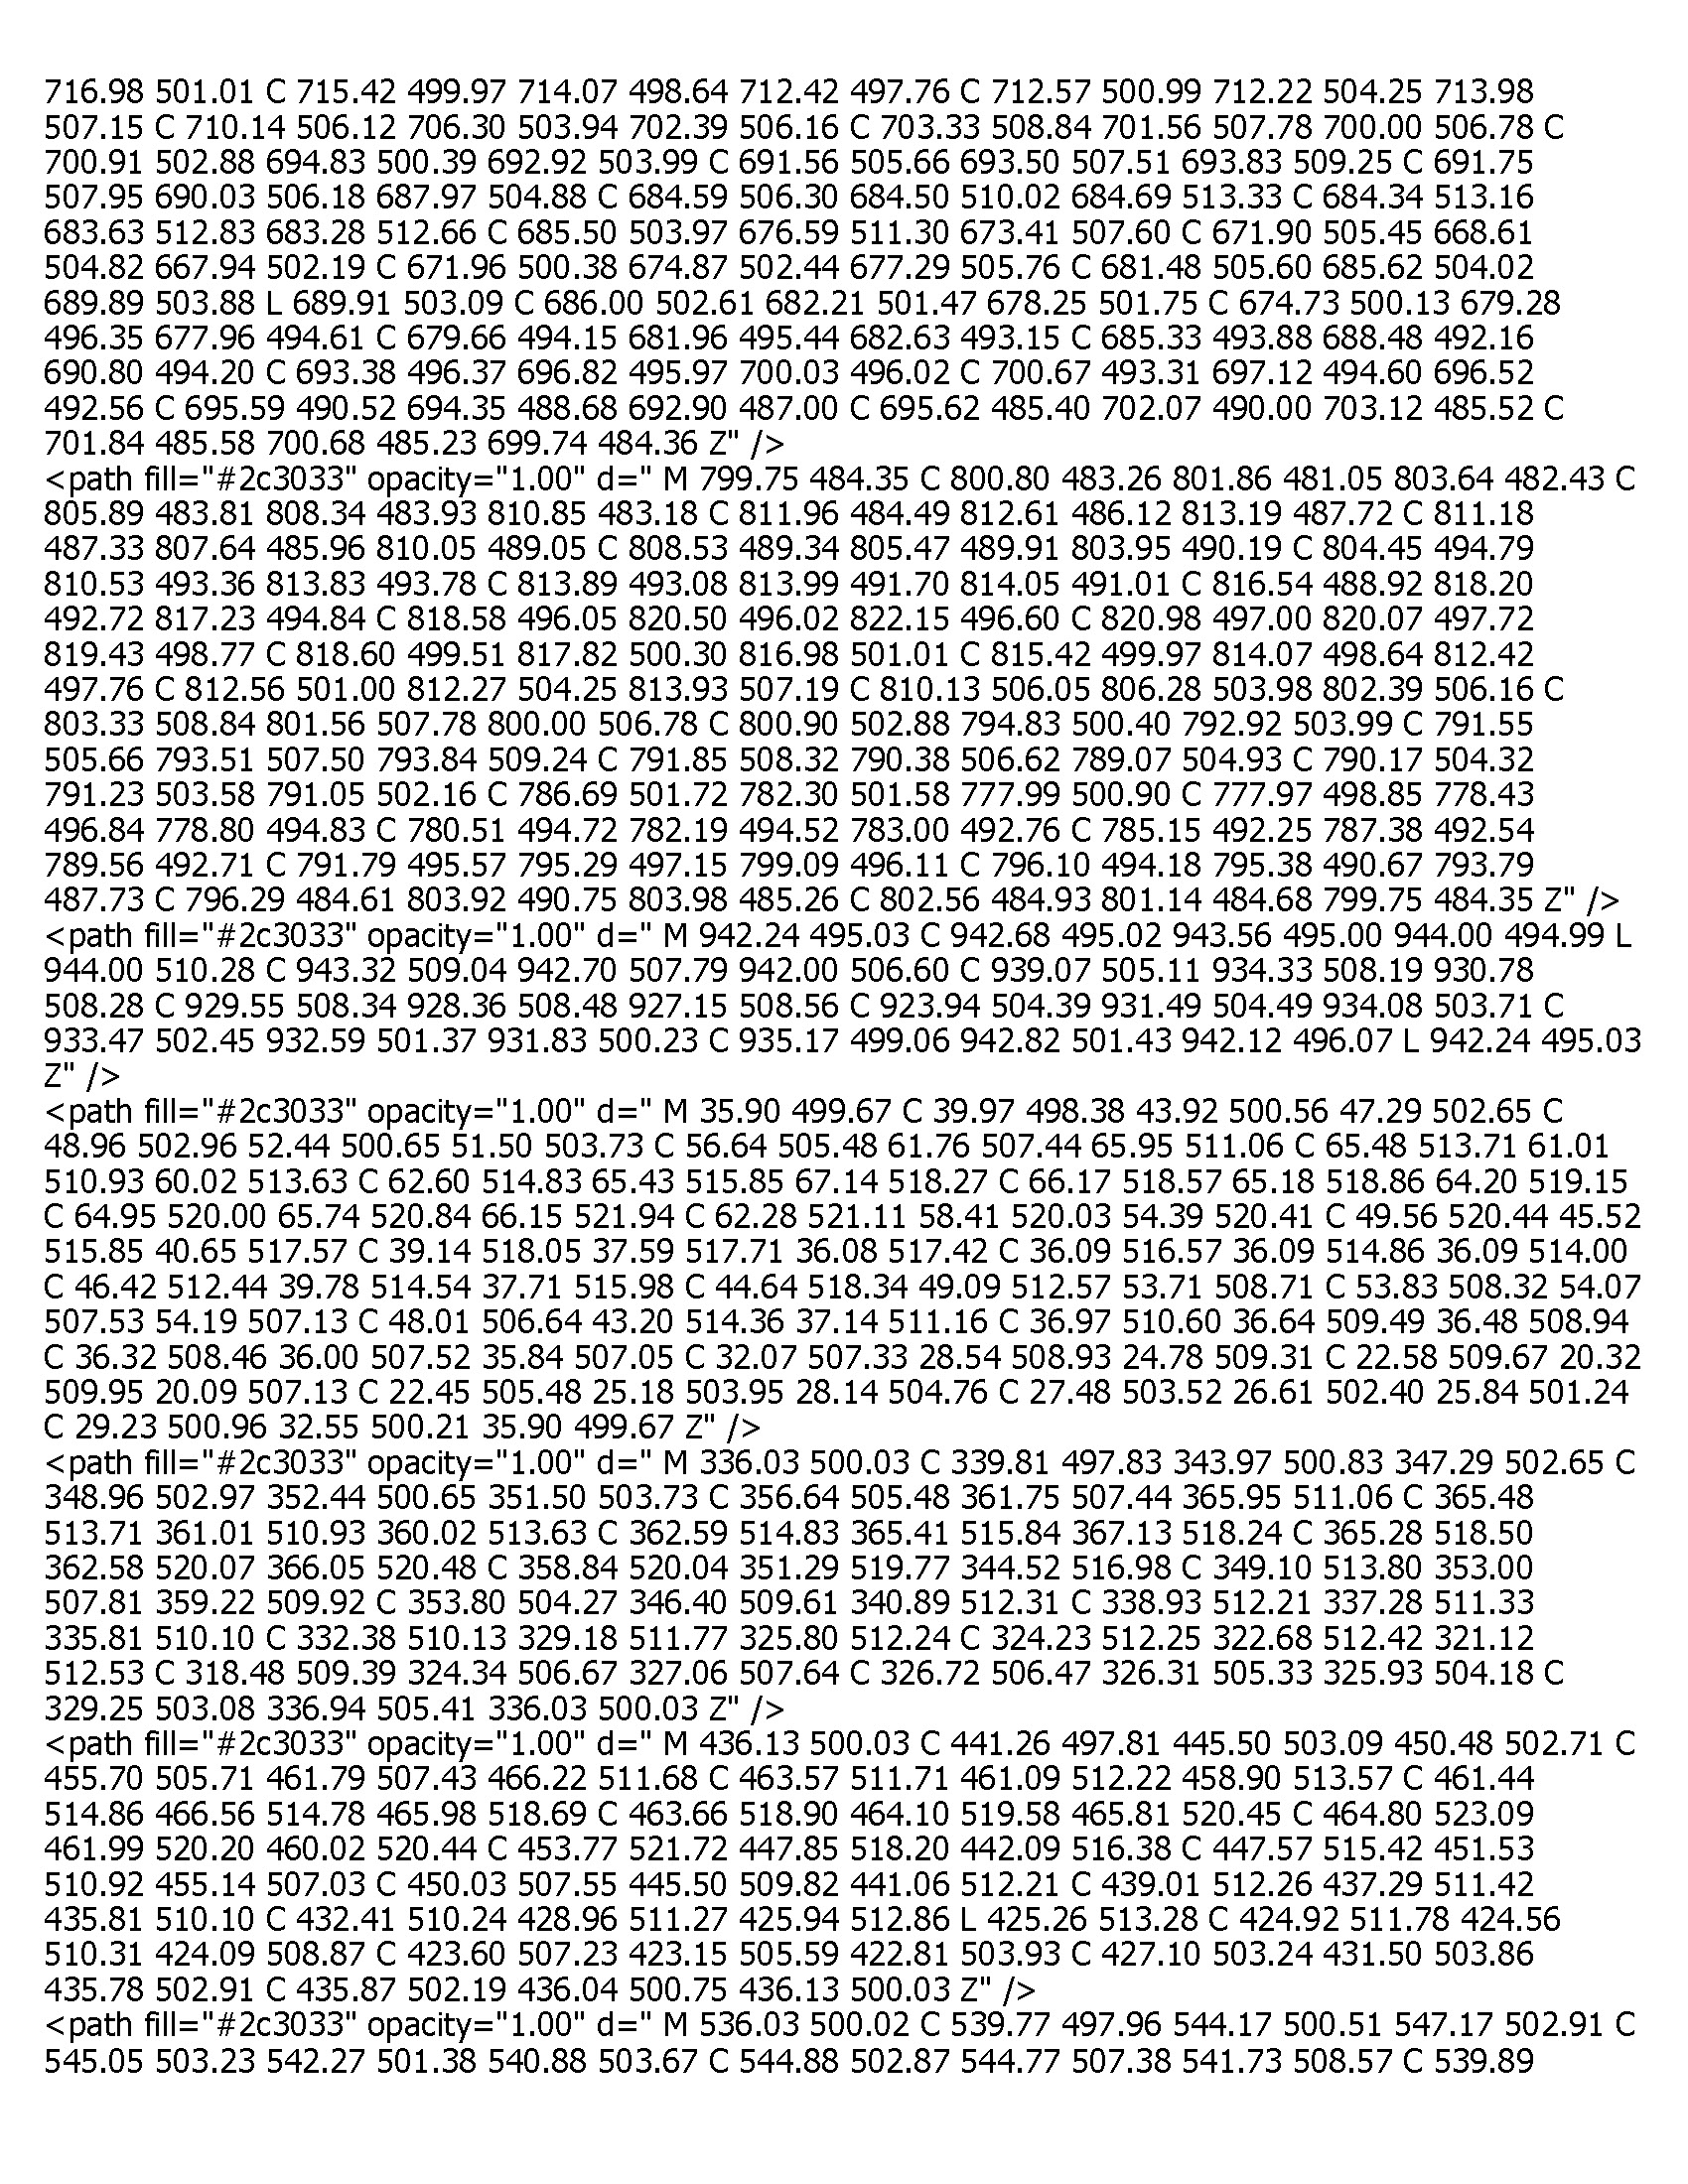 716.98 501.01 C 715.42 499.97 714.07 498.64 712.42 497.76 C 712.57 500.99 712.22 504.25 713.98
507.15 C 710.14 506.12 706.30 503.94 702.39 506.16 C 703.33 508.84 701.56 507.78 700.00 506.78 C
700.91 502.88 694.83 500.39 692.92 503.99 C 691.56 505.66 693.50 507.51 693.83 509.25 C 691.75
507.95 690.03 506.18 687.97 504.88 C 684.59 506.30 684.50 510.02 684.69 513.33 C 684.34 513.16
683.63 512.83 683.28 512.66 C 685.50 503.97 676.59 511.30 673.41 507.60 C 671.90 505.45 668.61
504.82 667.94 502.19 C 671.96 500.38 674.87 502.44 677.29 505.76 C 681.48 505.60 685.62 504.02
689.89 503.88 L 689.91 503.09 C 686.00 502.61 682.21 501.47 678.25 501.75 C 674.73 500.13 679.28
496.35 677.96 494.61 C 679.66 494.15 681.96 495.44 682.63 493.15 C 685.33 493.88 688.48 492.16
690.80 494.20 C 693.38 496.37 696.82 495.97 700.03 496.02 C 700.67 493.31 697.12 494.60 696.52
492.56 C 695.59 490.52 694.35 488.68 692.90 487.00 C 695.62 485.40 702.07 490.00 703.12 485.52 C
701.84 485.58 700.68 485.23 699.74 484.36 Z" />
<path fill="#2c3033" opacity="1.00" d=" M 799.75 484.35 C 800.80 483.26 801.86 481.05 803.64 482.43 C
805.89 483.81 808.34 483.93 810.85 483.18 C 811.96 484.49 812.61 486.12 813.19 487.72 C 811.18
487.33 807.64 485.96 810.05 489.05 C 808.53 489.34 805.47 489.91 803.95 490.19 C 804.45 494.79
810.53 493.36 813.83 493.78 C 813.89 493.08 813.99 491.70 814.05 491.01 C 816.54 488.92 818.20
492.72 817.23 494.84 C 818.58 496.05 820.50 496.02 822.15 496.60 C 820.98 497.00 820.07 497.72
819.43 498.77 C 818.60 499.51 817.82 500.30 816.98 501.01 C 815.42 499.97 814.07 498.64 812.42
497.76 C 812.56 501.00 812.27 504.25 813.93 507.19 C 810.13 506.05 806.28 503.98 802.39 506.16 C
803.33 508.84 801.56 507.78 800.00 506.78 C 800.90 502.88 794.83 500.40 792.92 503.99 C 791.55
505.66 793.51 507.50 793.84 509.24 C 791.85 508.32 790.38 506.62 789.07 504.93 C 790.17 504.32
791.23 503.58 791.05 502.16 C 786.69 501.72 782.30 501.58 777.99 500.90 C 777.97 498.85 778.43
496.84 778.80 494.83 C 780.51 494.72 782.19 494.52 783.00 492.76 C 785.15 492.25 787.38 492.54
789.56 492.71 C 791.79 495.57 795.29 497.15 799.09 496.11 C 796.10 494.18 795.38 490.67 793.79
487.73 C 796.29 484.61 803.92 490.75 803.98 485.26 C 802.56 484.93 801.14 484.68 799.75 484.35 Z" />
<path fill="#2c3033" opacity="1.00" d=" M 942.24 495.03 C 942.68 495.02 943.56 495.00 944.00 494.99 L
944.00 510.28 C 943.32 509.04 942.70 507.79 942.00 506.60 C 939.07 505.11 934.33 508.19 930.78
508.28 C 929.55 508.34 928.36 508.48 927.15 508.56 C 923.94 504.39 931.49 504.49 934.08 503.71 C
933.47 502.45 932.59 501.37 931.83 500.23 C 935.17 499.06 942.82 501.43 942.12 496.07 L 942.24 495.03
Z" />
<path fill="#2c3033" opacity="1.00" d=" M 35.90 499.67 C 39.97 498.38 43.92 500.56 47.29 502.65 C
48.96 502.96 52.44 500.65 51.50 503.73 C 56.64 505.48 61.76 507.44 65.95 511.06 C 65.48 513.71 61.01
510.93 60.02 513.63 C 62.60 514.83 65.43 515.85 67.14 518.27 C 66.17 518.57 65.18 518.86 64.20 519.15
C 64.95 520.00 65.74 520.84 66.15 521.94 C 62.28 521.11 58.41 520.03 54.39 520.41 C 49.56 520.44 45.52
515.85 40.65 517.57 C 39.14 518.05 37.59 517.71 36.08 517.42 C 36.09 516.57 36.09 514.86 36.09 514.00
C 46.42 512.44 39.78 514.54 37.71 515.98 C 44.64 518.34 49.09 512.57 53.71 508.71 C 53.83 508.32 54.07
507.53 54.19 507.13 C 48.01 506.64 43.20 514.36 37.14 511.16 C 36.97 510.60 36.64 509.49 36.48 508.94
C 36.32 508.46 36.00 507.52 35.84 507.05 C 32.07 507.33 28.54 508.93 24.78 509.31 C 22.58 509.67 20.32
509.95 20.09 507.13 C 22.45 505.48 25.18 503.95 28.14 504.76 C 27.48 503.52 26.61 502.40 25.84 501.24
C 29.23 500.96 32.55 500.21 35.90 499.67 Z" />
<path fill="#2c3033" opacity="1.00" d=" M 336.03 500.03 C 339.81 497.83 343.97 500.83 347.29 502.65 C
348.96 502.97 352.44 500.65 351.50 503.73 C 356.64 505.48 361.75 507.44 365.95 511.06 C 365.48
513.71 361.01 510.93 360.02 513.63 C 362.59 514.83 365.41 515.84 367.13 518.24 C 365.28 518.50
362.58 520.07 366.05 520.48 C 358.84 520.04 351.29 519.77 344.52 516.98 C 349.10 513.80 353.00
507.81 359.22 509.92 C 353.80 504.27 346.40 509.61 340.89 512.31 C 338.93 512.21 337.28 511.33
335.81 510.10 C 332.38 510.13 329.18 511.77 325.80 512.24 C 324.23 512.25 322.68 512.42 321.12
512.53 C 318.48 509.39 324.34 506.67 327.06 507.64 C 326.72 506.47 326.31 505.33 325.93 504.18 C
329.25 503.08 336.94 505.41 336.03 500.03 Z" />
<path fill="#2c3033" opacity="1.00" d=" M 436.13 500.03 C 441.26 497.81 445.50 503.09 450.48 502.71 C
455.70 505.71 461.79 507.43 466.22 511.68 C 463.57 511.71 461.09 512.22 458.90 513.57 C 461.44
514.86 466.56 514.78 465.98 518.69 C 463.66 518.90 464.10 519.58 465.81 520.45 C 464.80 523.09
461.99 520.20 460.02 520.44 C 453.77 521.72 447.85 518.20 442.09 516.38 C 447.57 515.42 451.53
510.92 455.14 507.03 C 450.03 507.55 445.50 509.82 441.06 512.21 C 439.01 512.26 437.29 511.42
435.81 510.10 C 432.41 510.24 428.96 511.27 425.94 512.86 L 425.26 513.28 C 424.92 511.78 424.56
510.31 424.09 508.87 C 423.60 507.23 423.15 505.59 422.81 503.93 C 427.10 503.24 431.50 503.86
435.78 502.91 C 435.87 502.19 436.04 500.75 436.13 500.03 Z" />
<path fill="#2c3033" opacity="1.00" d=" M 536.03 500.02 C 539.77 497.96 544.17 500.51 547.17 502.91 C
545.05 503.23 542.27 501.38 540.88 503.67 C 544.88 502.87 544.77 507.38 541.73 508.57 C 539.89